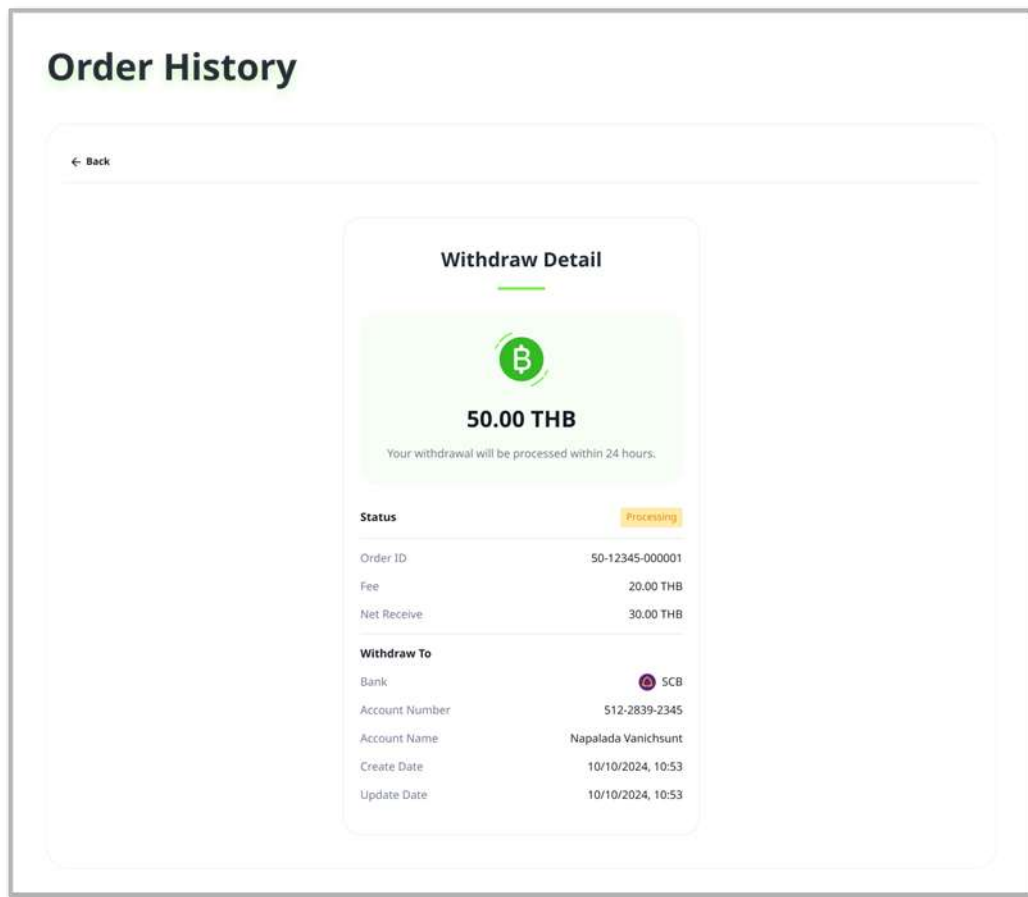 Order History
← Back
Withdraw Detail
50.00 THB
Your withdrawal will be processed within 24 hours.
Status Processing
Order ID 50-12345-000001
Fee 20.00 THB
Net Receive 30.00 THB
Withdraw To
Bank SCB
Account Number 512-2839-2345
Account Name Napalada Vanichsunt
Create Date 10/10/2024, 10:53
Update Date 10/10/2024, 10:53